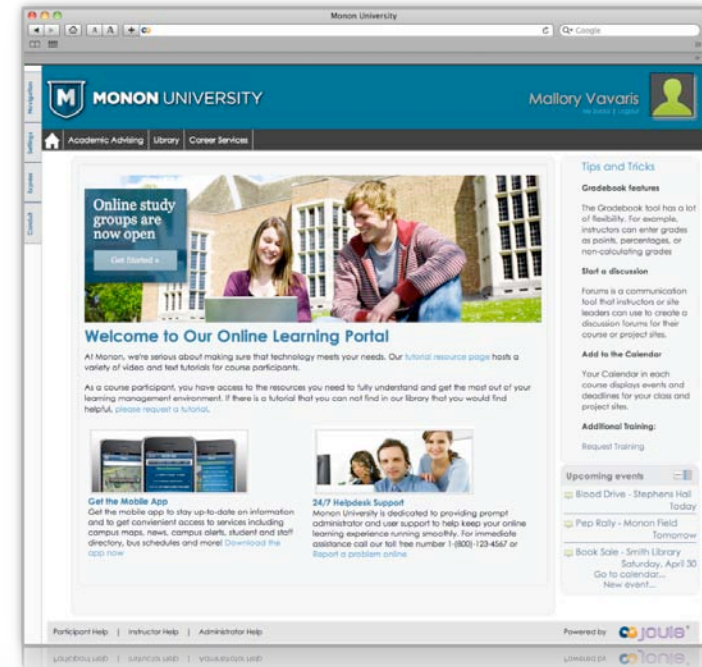 Monon University
A A
Google
Navigation
Settings
Express
Conduit
M MONON UNIVERSITY
Mallory Vavaris
Logout
Academic Advising Library Career Services
Online study
groups are
now open
Get Started »
Welcome to Our Online Learning Portal
At Monon, we're serious about making sure that technology meets your needs. Our tutorial resource page hosts a
variety of video and text tutorials for course participants.
As a course participant, you have access to the resources you need to fully understand and get the most out of your
learning management environment. If there is a tutorial that you can not find in our library that you would find
helpful, please request a tutorial.
Get the Mobile App
Get the mobile app to stay up-to-date on information
and to get convenient access to services including
campus maps, news, campus alerts, student and staff
directory, bus schedules and more! Download the
app now
24/7 Helpdesk Support
Monon University is dedicated to providing prompt
administrator and user support to help keep your online
learning experience running smoothly. For immediate
assistance call our toll free number 1-(800)-123-4567 or
Report a problem online
Tips and Tricks
Gradebook features
The Gradebook tool has a lot
of flexibility. For example,
instructors can enter grades
as points, percentages, or
non-calculating grades
Start a discussion
Forums is a communication
tool that instructors or site
leaders can use to create a
discussion forums for their
course or project sites.
Add to the Calendar
Your Calendar in each
course displays events and
deadlines for your class and
project sites.
Additional Training:
Request Training
Upcoming events
Blood Drive - Stephens Hall
Today
Pep Rally - Monon Field
Tomorrow
Book Sale - Smith Library
Saturday, April 30
Go to calendar...
New event...
Participant Help | Instructor Help | Administrator Help
Powered by joule